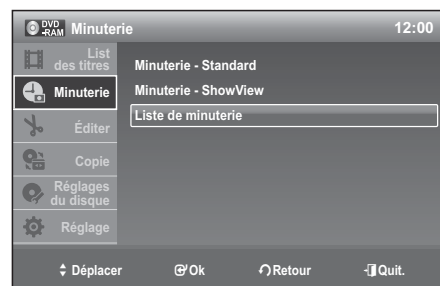 DVD -RAM Minuterie 12:00
List des titres
Minuterie
Éditer
Copie
Réglages du disque
Réglage
Minuterie - Standard
Minuterie - ShowView
Liste de minuterie
Déplacer Ok Retour Quit.